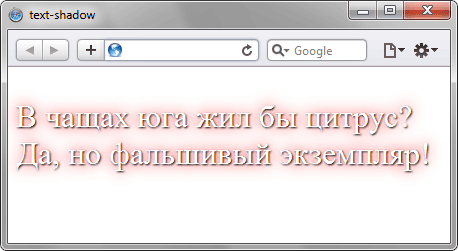 text-shadow
Google
В чащах юга жил бы цитрус?
Да, но фальшивый экземпляр!